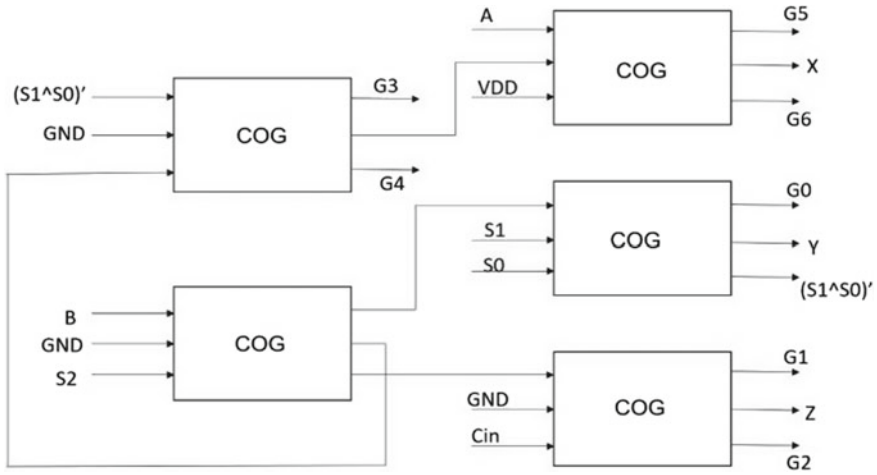 A
G5
COG
X
VDD
G6
(S1^S0)'
GND
COG
G3
G4
S1
S0
COG
G0
Y
(S1^S0)'
B
GND
S2
COG
GND
Cin
COG
G1
Z
G2